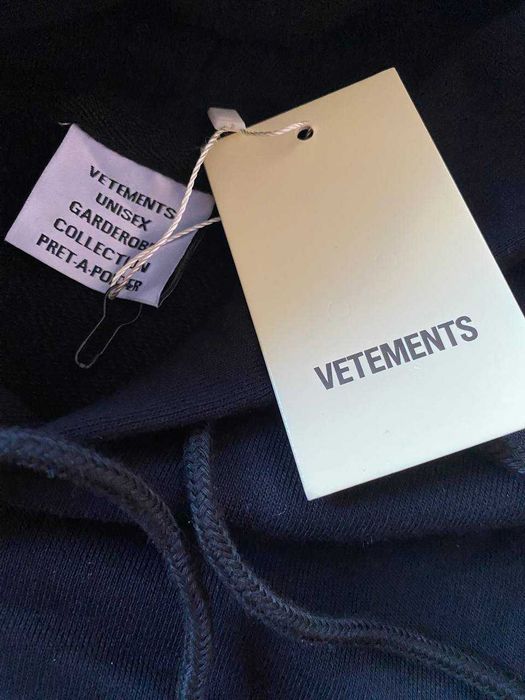 VETEMENTS
UNISEX
GARDEROBE
COLLECTION
PRET-A-PORTER
VETEMENTS